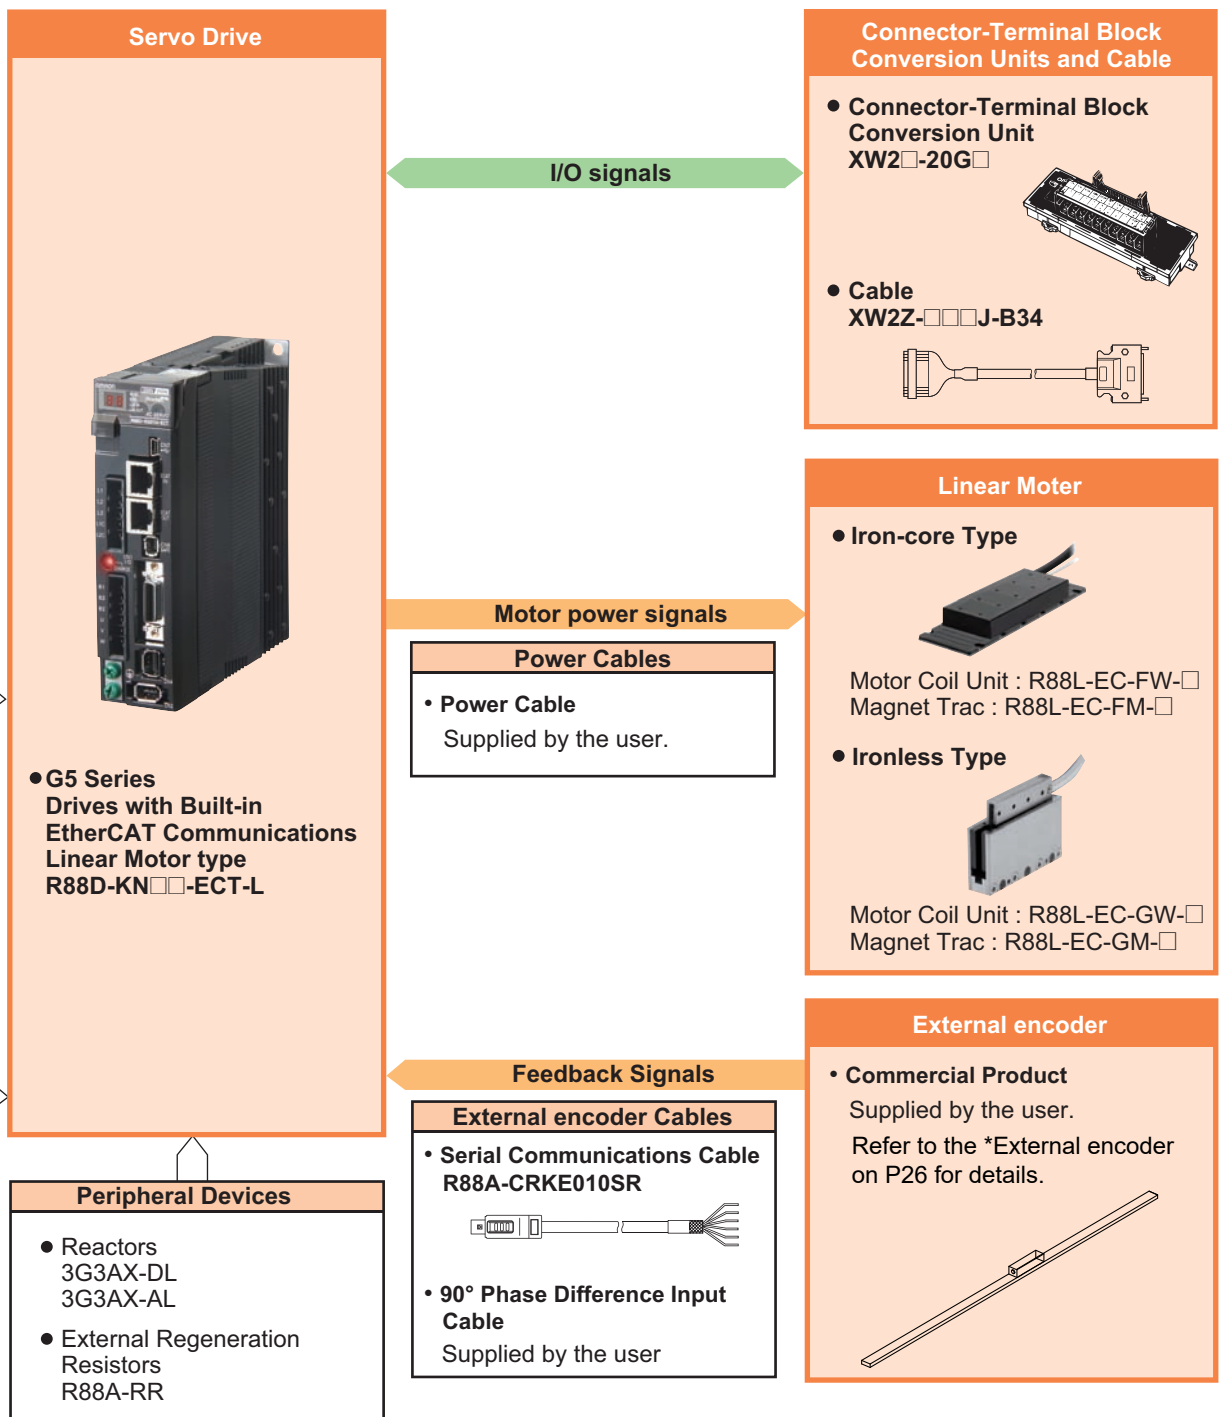 Servo Drive
G5 Series
Drives with Built-in
EtherCAT Communications
Linear Motor type
R88D-KN□□-ECT-L
Peripheral Devices
Reactors
3G3AX-DL
3G3AX-AL
External Regeneration
Resistors
R88A-RR
I/O signals
Motor power signals
Power Cables
• Power Cable
Supplied by the user.
Feedback Signals
External encoder Cables
• Serial Communications Cable
R88A-CRKE010SR
• 90° Phase Difference Input
Cable
Supplied by the user
Connector-Terminal Block
Conversion Units and Cable
● Connector-Terminal Block
Conversion Unit
XW2□-20G□
● Cable
XW2Z-□□□J-B34
Linear Moter
● Iron-core Type
Motor Coil Unit : R88L-EC-FW-□
Magnet Trac : R88L-EC-FM-□
● Ironless Type
Motor Coil Unit : R88L-EC-GW-□
Magnet Trac : R88L-EC-GM-□
External encoder
• Commercial Product
Supplied by the user.
Refer to the *External encoder
on P26 for details.